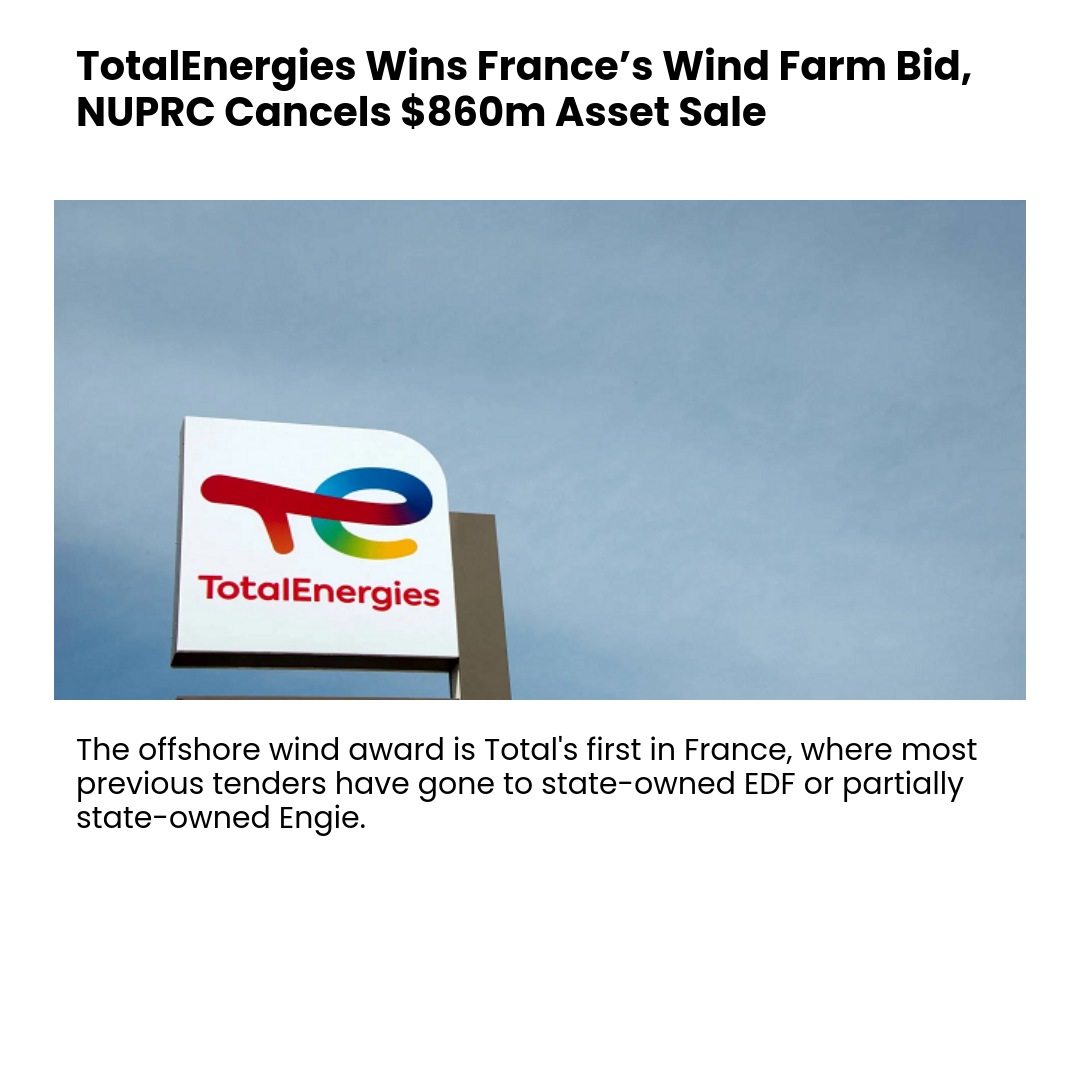 TotalEnergies Wins France’s Wind Farm Bid,
NUPRC Cancels $860m Asset Sale
TotalEnergies
The offshore wind award is Total's first in France, where most
previous tenders have gone to state-owned EDF or partially
state-owned Engie.